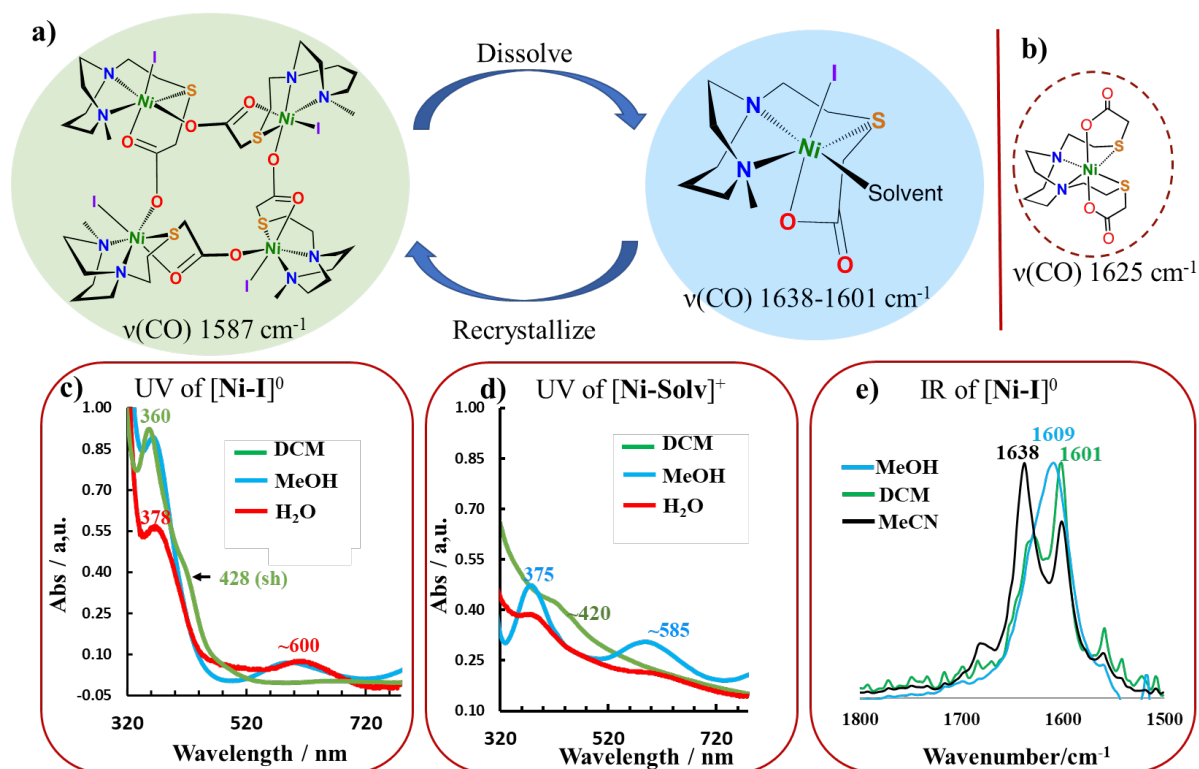 a)
Dissolve
Recrystallize
I
S
N
Ni
N
O
O
O
O
N
Ni
N
S
I
O
I
O
O
N
Ni
S
N
O
O
S
O
Ni
N
N
I
ν(CO) 1587 cm⁻¹
I
N
S
Ni
N
Solvent
O
O
ν(CO) 1638-1601 cm⁻¹
b)
O
O
N
S
Ni
N
S
O
O
ν(CO) 1625 cm⁻¹
c)
UV of [Ni-I]⁰
1.00
0.85
0.70
0.55
0.40
0.25
0.10
-0.05
Abs / a,u.
360
378
428 (sh)
~600
DCM
MeOH
H₂O
320
520
720
Wavelength / nm
d)
UV of [Ni-Solv]⁺
1.00
0.85
0.70
0.55
0.40
0.25
0.10
Abs / a,u.
DCM
MeOH
H₂O
375
~420
~585
320
520
720
Wavelength / nm
e)
IR of [Ni-I]⁰
1609
1638
1601
MeOH
DCM
MeCN
1800
1700
1600
1500
Wavenumber/cm⁻¹